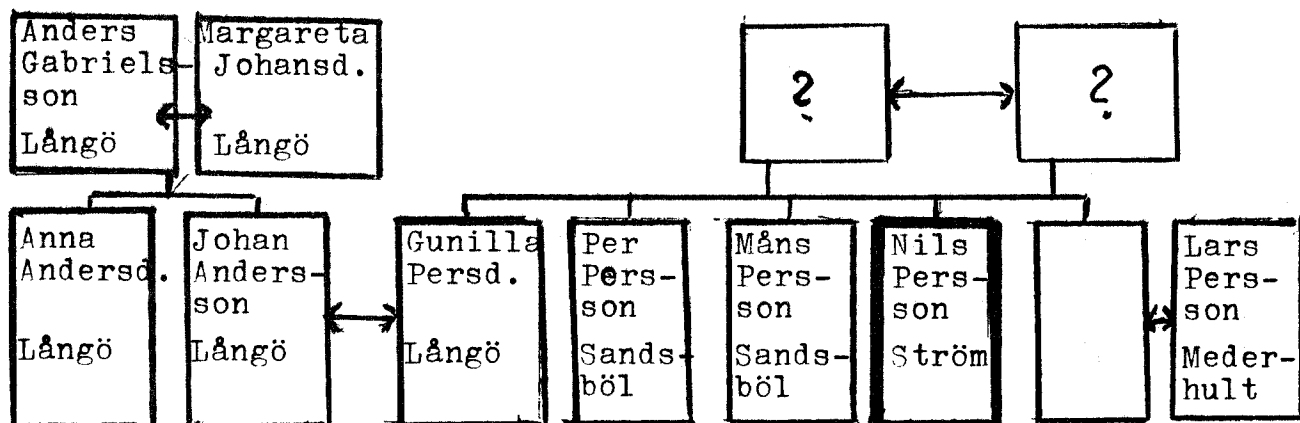 Anders
Gabriels-
son
Långö
Margareta
Johansd.
Långö
?
?
Anna
Andersd.
Långö
Johan
Anders-
son
Långö
Gunilla
Persd.
Långö
Per
Pers-
son
Sands-
böl
Måns
Pers-
son
Sands-
böl
Nils
Pers-
son
Ström
Lars
Pers-
son
Meder-
hult